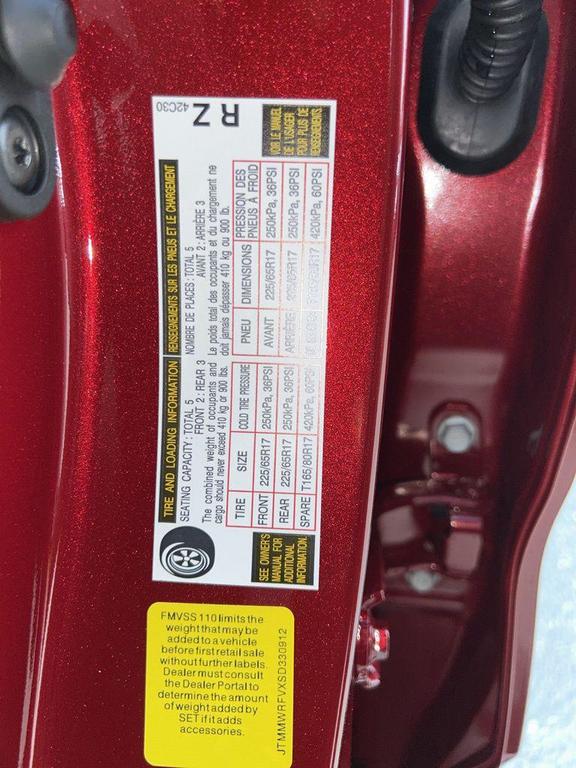 TIRE AND LOADING INFORMATION
RENSEIGNEMENTS SUR LES PNEUS ET LE CHARGEMENT
SEATING CAPACITY: TOTAL 5
FRONT 2: REAR 3
NOMBRE DE PLACES: TOTAL 5
AVANT 2: ARRIÈRE 3
The combined weight of occupants and
cargo should never exceed 410 kg or 900 lbs.
Le poids total des occupants et du chargement ne
doit jamais dépasser 410 kg ou 900 lb.
TIRE SIZE COLD TIRE PRESSURE PNEU DIMENSIONS PRESSION DES
PNEUS À FROID
FRONT 225/65R17 250kPa, 36PSI AVANT 225/65R17 250kPa, 36PSI
REAR 225/65R17 250kPa, 36PSI ARRIÈRE 225/65R17 250kPa, 36PSI
SPARE T165/80R17 420kPa, 60PSI 420kPa, 60PSI
SEE OWNER'S
MANUAL FOR
ADDITIONAL
INFORMATION.
VOIR LE MANUEL
DE L'USAGER
POUR PLUS DE
RENSEIGNEMENTS.
42C30
R Z
FMVSS 110 limits the
weight that may be
added to a vehicle
before first retail sale
without further labels.
Dealer must consult
the Dealer Portal to
determine the amount
of weight added by
SET if it adds
accessories.
JTMMWRFVXSD330912